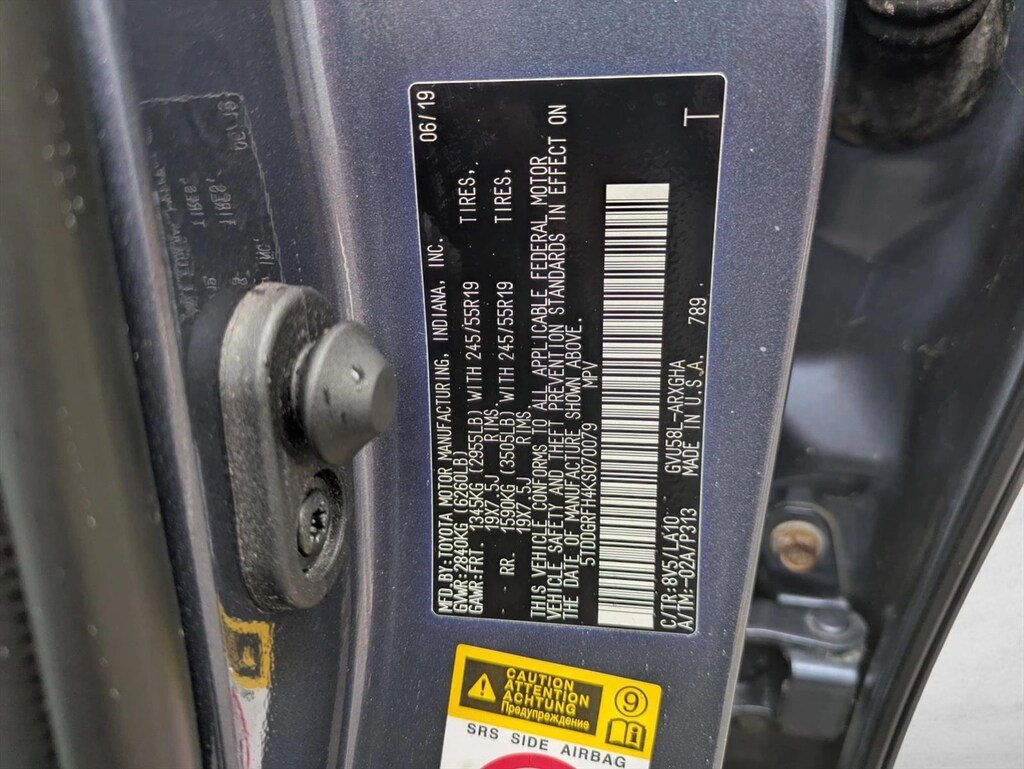 MFD.BY:TOYOTA MOTOR MANUFACTURING, INDIANA, INC. 06/19
GVWR:2840KG (6260LB)
GAWR:FRT. 1345KG (2955LB) WITH 245/55R19 TIRES,
19X7.5J RIMS
RR. 1590KG (3505LB) WITH 245/55R19 TIRES,
19X7.5J RIMS
THIS VEHICLE CONFORMS TO ALL APPLICABLE FEDERAL MOTOR
VEHICLE SAFETY AND THEFT PREVENTION STANDARDS IN EFFECT ON
THE DATE OF MANUFACTURE SHOWN ABOVE.
5TDDGRFH4KS070079 MPV
C/TR:8V5/LA10 GVU58L-ARXGHA
A/TM:-02A/P313 MADE IN U.S.A. 789 T
CAUTION
ATTENTION
ACHTUNG
Предупреждение
9
SRS SIDE AIRBAG